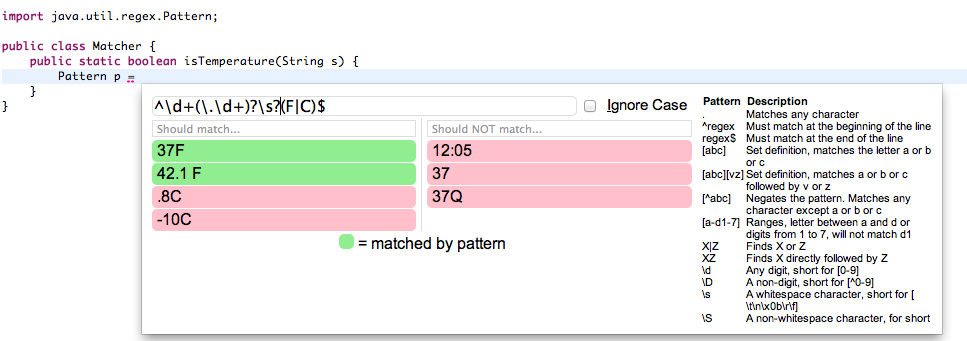 import java.util.regex.Pattern;
public class Matcher {
public static boolean isTemperature(String s) {
Pattern p =
}
}
^\d+(\.\d+)?\s?(F|C)$
Ignore Case
Should match...
Should NOT match...
37F
12:05
42.1 F
37
.8C
37Q
-10C
= matched by pattern
Pattern Description
. Matches any character
^regex Must match at the beginning of the line
regex$ Must match at the end of the line
[abc] Set definition, matches the letter a or b
or c
[abc][vz] Set definition, matches a or b or c
followed by v or z
[^abc] Negates the pattern. Matches any
character except a or b or c
[a-d1-7] Ranges, letter between a and d or
digits from 1 to 7, will not match d1
X|Z Finds X or Z
XZ Finds X directly followed by Z
\d Any digit, short for [0-9]
\D A non-digit, short for [^0-9]
\s A whitespace character, short for [
\t\n\x0b\r\f]
\S A non-whitespace character, for short